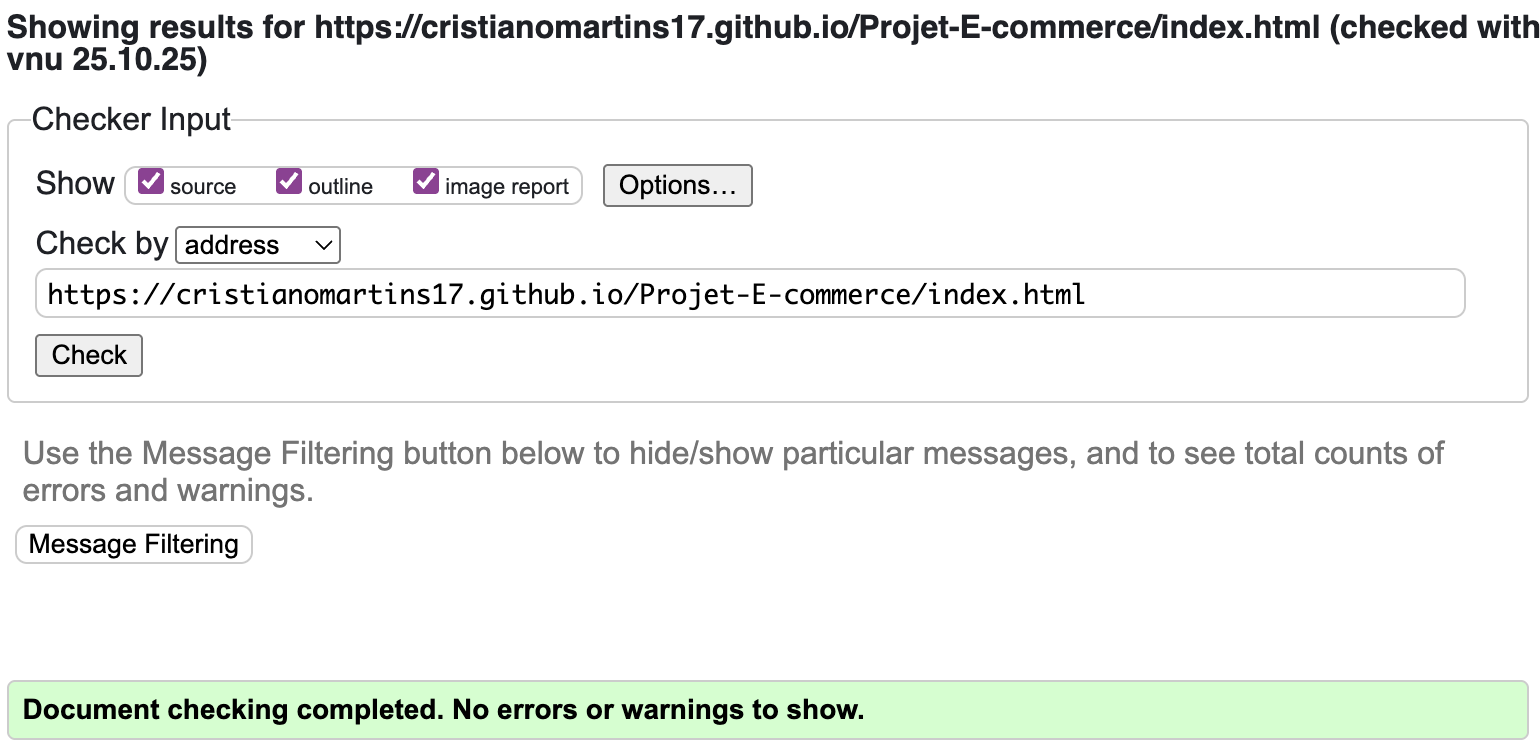 Showing results for https://cristianomartins17.github.io/Projet-E-commerce/index.html (checked with
vnu 25.10.25)
Checker Input
Show source outline image report Options…
Check by address
https://cristianomartins17.github.io/Projet-E-commerce/index.html
Check
Use the Message Filtering button below to hide/show particular messages, and to see total counts of
errors and warnings.
Message Filtering
Document checking completed. No errors or warnings to show.